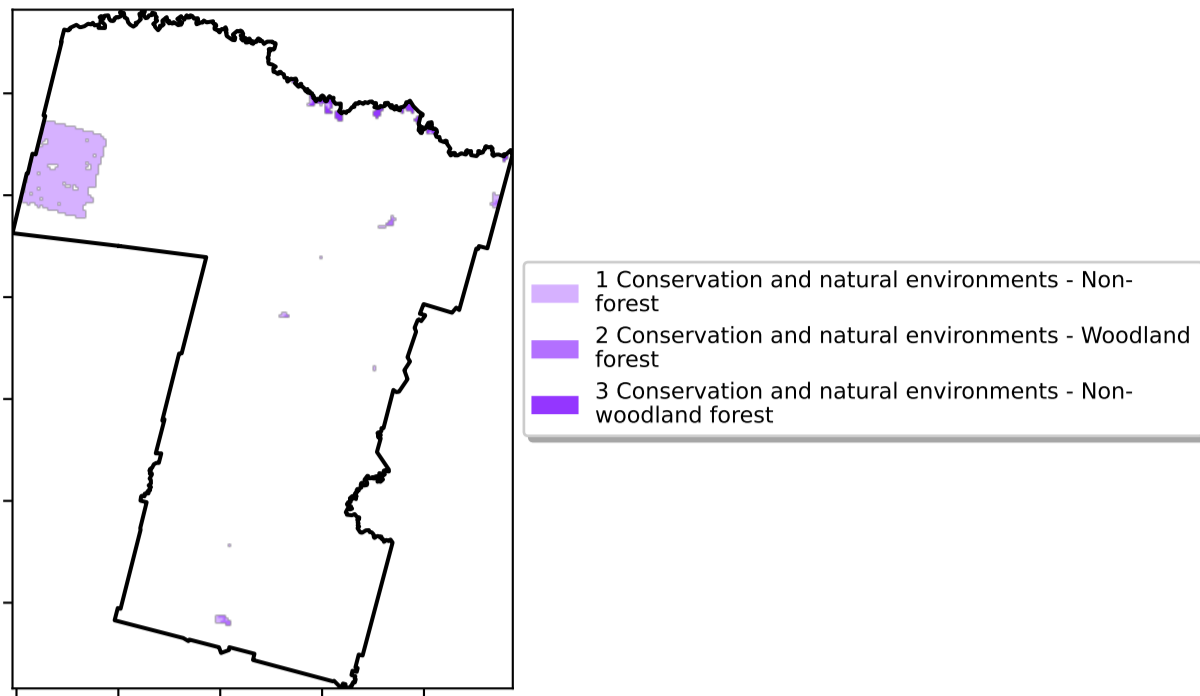 1 Conservation and natural environments - Non-
forest
2 Conservation and natural environments - Woodland
forest
3 Conservation and natural environments - Non-
woodland forest